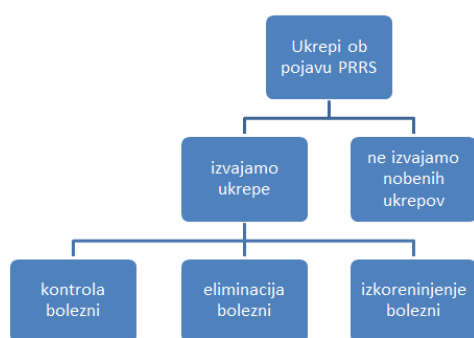 Ukrepi ob
pojavu PRRS
izvajamo
ukrepe
ne izvajamo
nobenih
ukrepov
kontrola
bolezni
eliminacija
bolezni
izkoreninjenje
bolezni